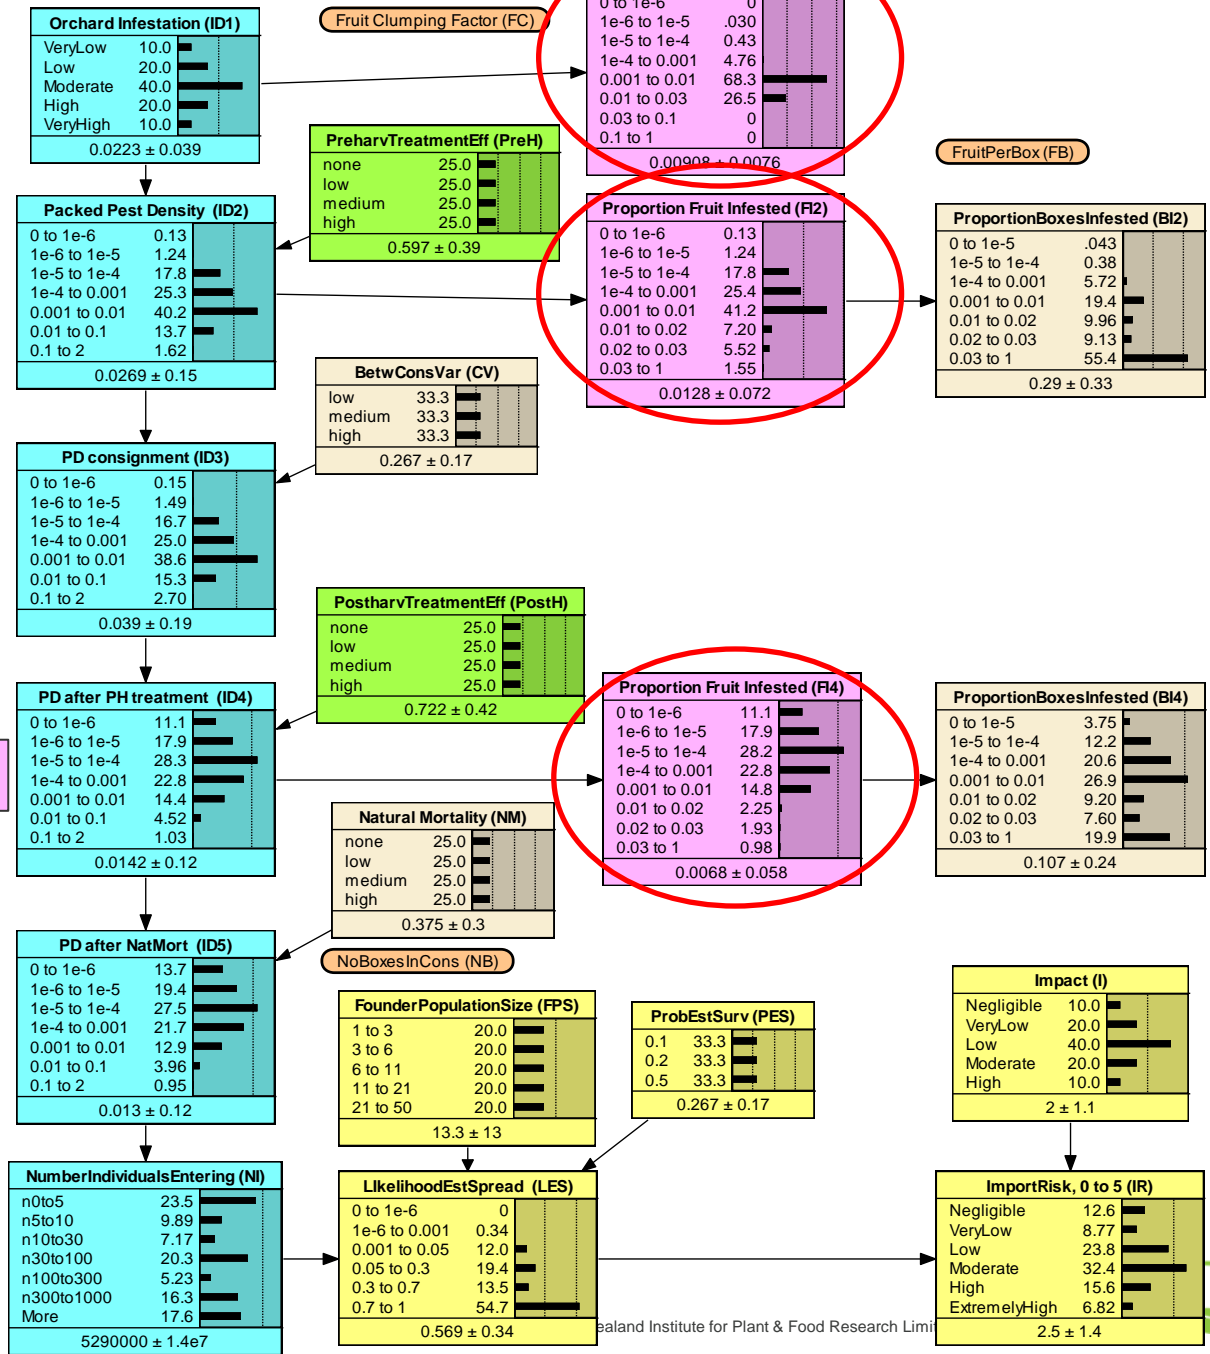 Orchard Infestation (ID1)
VeryLow 10.0
Low 20.0
Moderate 40.0
High 20.0
VeryHigh 10.0
0.0223 ± 0.039
Fruit Clumping Factor (FC)
0 to 1e-6 0
1e-6 to 1e-5 .030
1e-5 to 1e-4 0.43
1e-4 to 0.001 4.76
0.001 to 0.01 68.3
0.01 to 0.03 26.5
0.03 to 0.1 0
0.1 to 1 0
0.00908 ± 0.0076
PreharvTreatmentEff (PreH)
none 25.0
low 25.0
medium 25.0
high 25.0
0.597 ± 0.39
FruitPerBox (FB)
Packed Pest Density (ID2)
0 to 1e-6 0.13
1e-6 to 1e-5 1.24
1e-5 to 1e-4 17.8
1e-4 to 0.001 25.3
0.001 to 0.01 40.2
0.01 to 0.1 13.7
0.1 to 2 1.62
0.0269 ± 0.15
Proportion Fruit Infested (FI2)
0 to 1e-6 0.13
1e-6 to 1e-5 1.24
1e-5 to 1e-4 17.8
1e-4 to 0.001 25.4
0.001 to 0.01 41.2
0.01 to 0.02 7.20
0.02 to 0.03 5.52
0.03 to 1 1.55
0.0128 ± 0.072
ProportionBoxesInfested (BI2)
0 to 1e-5 .043
1e-5 to 1e-4 0.38
1e-4 to 0.001 5.72
0.001 to 0.01 19.4
0.01 to 0.02 9.96
0.02 to 0.03 9.13
0.03 to 1 55.4
0.29 ± 0.33
BetwConsVar (CV)
low 33.3
medium 33.3
high 33.3
0.267 ± 0.17
PD consignment (ID3)
0 to 1e-6 0.15
1e-6 to 1e-5 1.49
1e-5 to 1e-4 16.7
1e-4 to 0.001 25.0
0.001 to 0.01 38.6
0.01 to 0.1 15.3
0.1 to 2 2.70
0.039 ± 0.19
PostharvTreatmentEff (PostH)
none 25.0
low 25.0
medium 25.0
high 25.0
0.722 ± 0.42
PD after PH treatment (ID4)
0 to 1e-6 11.1
1e-6 to 1e-5 17.9
1e-5 to 1e-4 28.3
1e-4 to 0.001 22.8
0.001 to 0.01 14.4
0.01 to 0.1 4.52
0.1 to 2 1.03
0.0142 ± 0.12
Proportion Fruit Infested (FI4)
0 to 1e-6 11.1
1e-6 to 1e-5 17.9
1e-5 to 1e-4 28.2
1e-4 to 0.001 22.8
0.001 to 0.01 14.8
0.01 to 0.02 2.25
0.02 to 0.03 1.93
0.03 to 1 0.98
0.0068 ± 0.058
ProportionBoxesInfested (BI4)
0 to 1e-5 3.75
1e-5 to 1e-4 12.2
1e-4 to 0.001 20.6
0.001 to 0.01 26.9
0.01 to 0.02 9.20
0.02 to 0.03 7.60
0.03 to 1 19.9
0.107 ± 0.24
Natural Mortality (NM)
none 25.0
low 25.0
medium 25.0
high 25.0
0.375 ± 0.3
PD after NatMort (ID5)
0 to 1e-6 13.7
1e-6 to 1e-5 19.4
1e-5 to 1e-4 27.5
1e-4 to 0.001 21.7
0.001 to 0.01 12.9
0.01 to 0.1 3.96
0.1 to 2 0.95
0.013 ± 0.12
NoBoxesInCons (NB)
FounderPopulationSize (FPS)
1 to 3 20.0
3 to 6 20.0
6 to 11 20.0
11 to 21 20.0
21 to 50 20.0
13.3 ± 13
ProbEstSurv (PES)
0.1 33.3
0.2 33.3
0.5 33.3
0.267 ± 0.17
Impact (I)
Negligible 10.0
VeryLow 20.0
Low 40.0
Moderate 20.0
High 10.0
2 ± 1.1
NumberIndividualsEntering (NI)
n0to5 23.5
n5to10 9.89
n10to30 7.17
n30to100 20.3
n100to300 5.23
n300to1000 16.3
More 17.6
5290000 ± 1.4e7
LIkelihoodEstSpread (LES)
0 to 1e-6 0
1e-6 to 0.001 0.34
0.001 to 0.05 12.0
0.05 to 0.3 19.4
0.3 to 0.7 13.5
0.7 to 1 54.7
0.569 ± 0.34
ImportRisk, 0 to 5 (IR)
Negligible 12.6
VeryLow 8.77
Low 23.8
Moderate 32.4
High 15.6
ExtremelyHigh 6.82
2.5 ± 1.4
ealand Institute for Plant & Food Research Limi